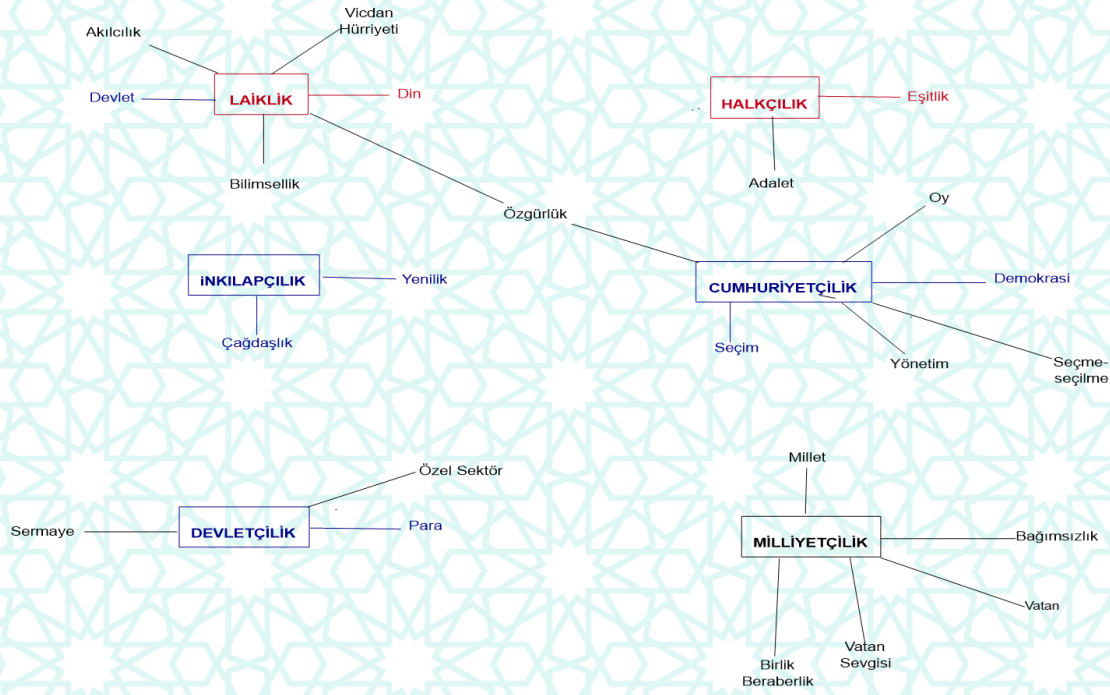 Vicdan
Hürriyeti
Akılcılık
Devlet
LAİKLİK
Din
HALKÇILIK
Eşitlik
Bilimsellik
Adalet
Özgürlük
Oy
iNKILAPÇILIK
Yenilik
CUMHURİYETÇİLİK
Demokrasi
Çağdaşlık
Seçim
Yönetim
Seçme-
seçilme
Millet
Özel Sektör
Sermaye
DEVLETÇİLİK
Para
MİLLİYETÇİLİK
Bağımsızlık
Vatan
Vatan
Sevgisi
Birlik
Beraberlik